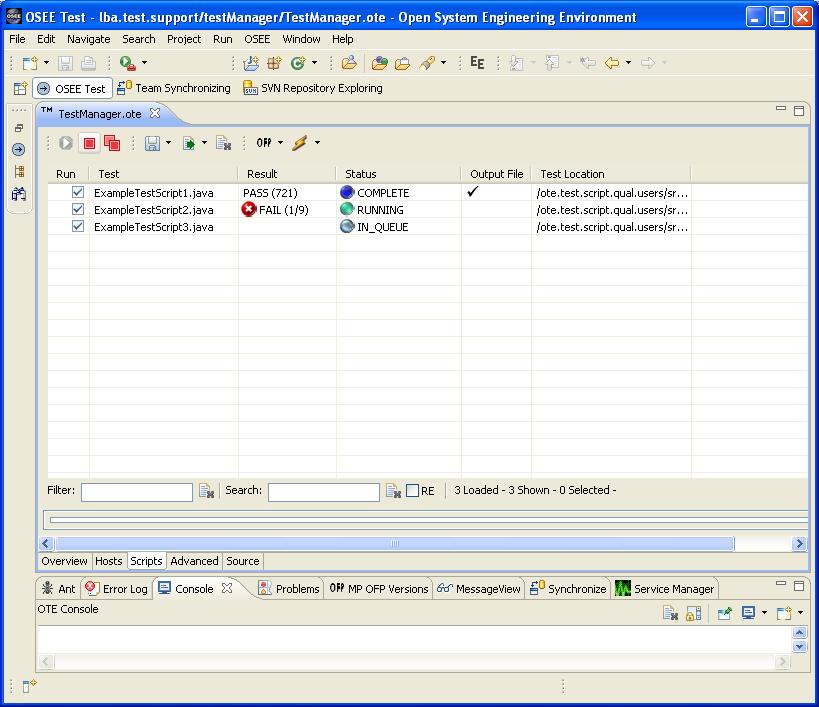 OSEE Test - lba.test.support/testManager/TestManager.ote - Open System Engineering Environment
File Edit Navigate Search Project Run OSEE Window Help
EE
OSEE Test Team Synchronizing SVN Repository Exploring
TM TestManager.ote
OFP
Run Test Result Status Output File Test Location
ExampleTestScript1.java PASS (721) COMPLETE ✓ /ote.test.script.qual.users/sr...
ExampleTestScript2.java FAIL (1/9) RUNNING /ote.test.script.qual.users/sr...
ExampleTestScript3.java IN_QUEUE /ote.test.script.qual.users/sr...
Filter: Search: RE 3 Loaded - 3 Shown - 0 Selected -
Overview Hosts Scripts Advanced Source
Ant Error Log Console Problems OFP MP OFP Versions MessageView Synchronize Service Manager
OTE Console